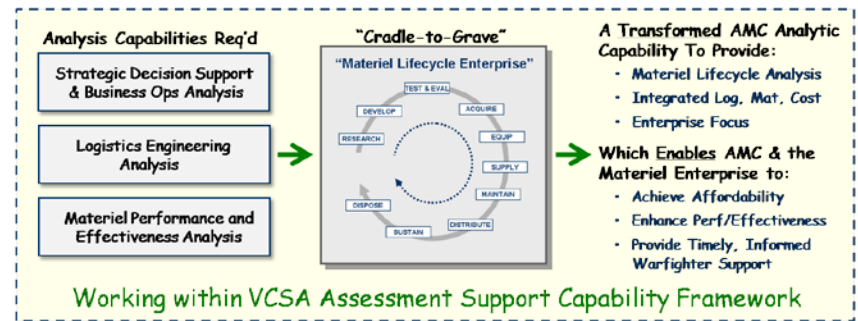 Analysis Capabilities Req'd
Strategic Decision Support
& Business Ops Analysis
Logistics Engineering
Analysis
Materiel Performance and
Effectiveness Analysis
"Cradle-to-Grave"
"Materiel Lifecycle Enterprise"
TEST & EVAL
ACQUIRE
EQUIP
SUPPLY
MAINTAIN
DISTRIBUTE
SUSTAIN
DISPOSE
RESEARCH
DEVELOP
A Transformed AMC Analytic
Capability To Provide:
• Materiel Lifecycle Analysis
• Integrated Log, Mat, Cost
• Enterprise Focus
Which Enables AMC & the
Materiel Enterprise to:
• Achieve Affordability
• Enhance Perf/Effectiveness
• Provide Timely, Informed
Warfighter Support
Working within VCSA Assessment Support Capability Framework